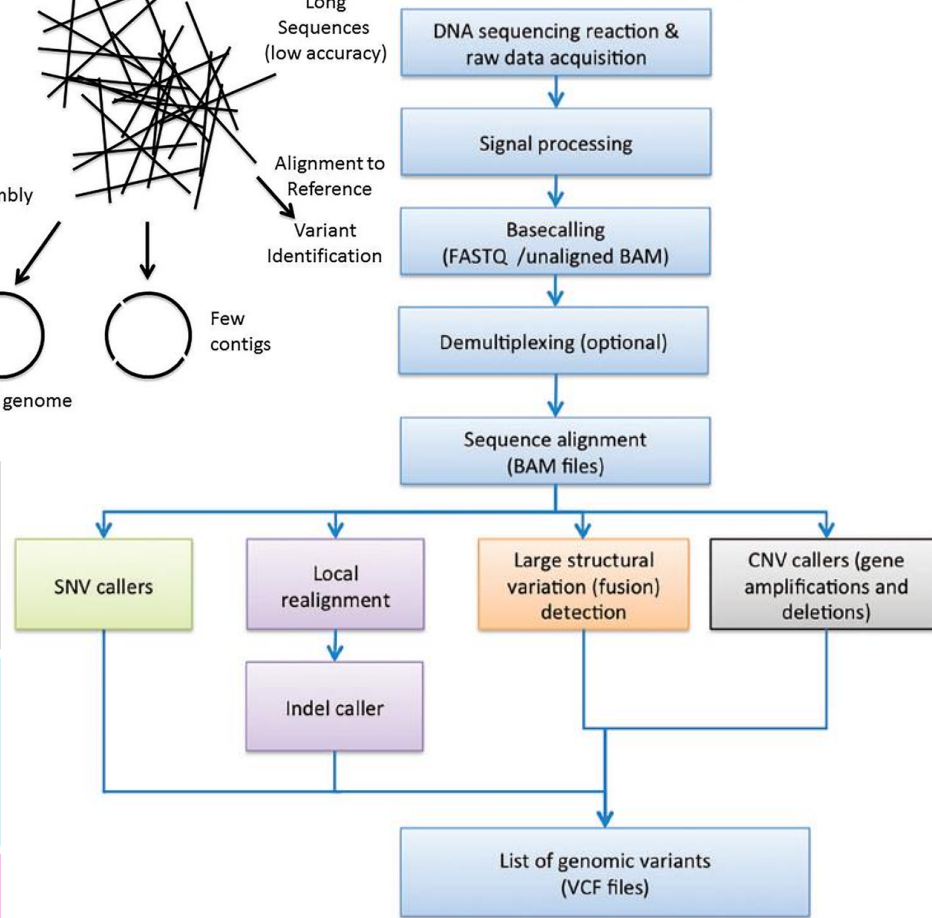 Long
Sequences
(low accuracy)
Alignment to
Reference
Variant
Identification
Few
contigs
genome
DNA sequencing reaction &
raw data acquisition
Signal processing
Basecalling
(FASTQ /unaligned BAM)
Demultiplexing (optional)
Sequence alignment
(BAM files)
SNV callers
Local
realignment
Indel caller
Large structural
variation (fusion)
detection
CNV callers (gene
amplifications and
deletions)
List of genomic variants
(VCF files)